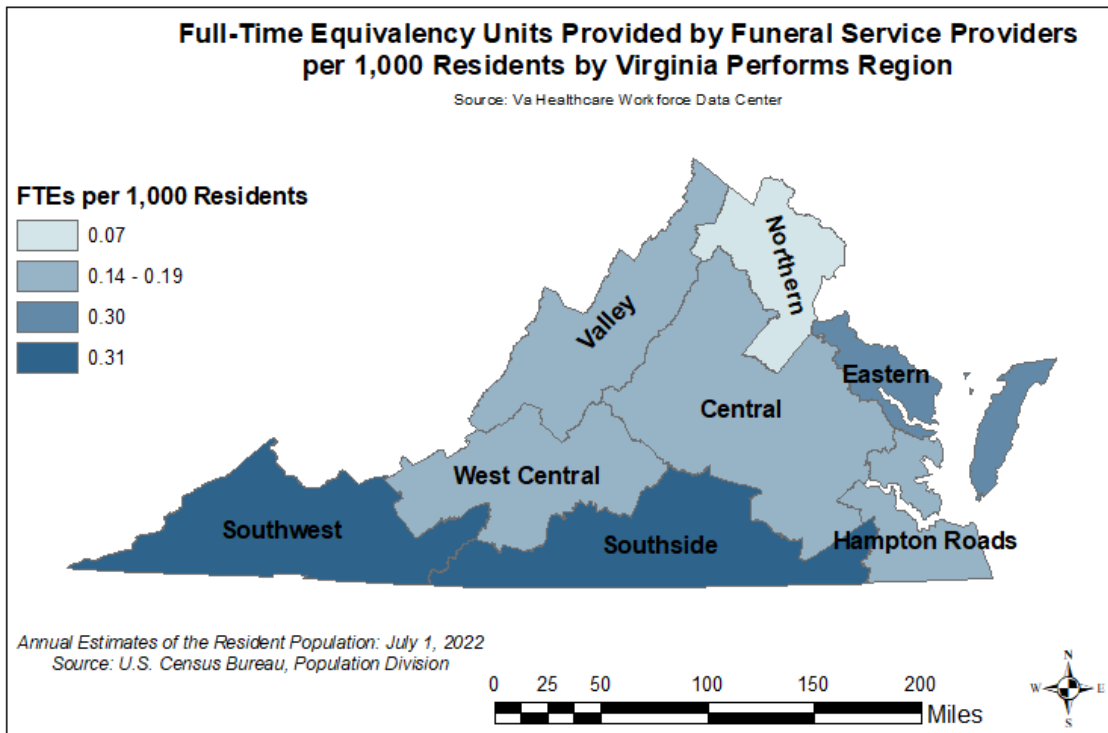 Full-Time Equivalency Units Provided by Funeral Service Providers
per 1,000 Residents by Virginia Performs Region
Source: Va Healthcare Workforce Data Center
FTEs per 1,000 Residents
0.07
0.14 - 0.19
0.30
0.31
Northern
Valley
Eastern
Central
West Central
Southwest
Southside
Hampton Roads
Annual Estimates of the Resident Population: July 1, 2022
Source: U.S. Census Bureau, Population Division
0 25 50 100 150 200
Miles
N
W E
S